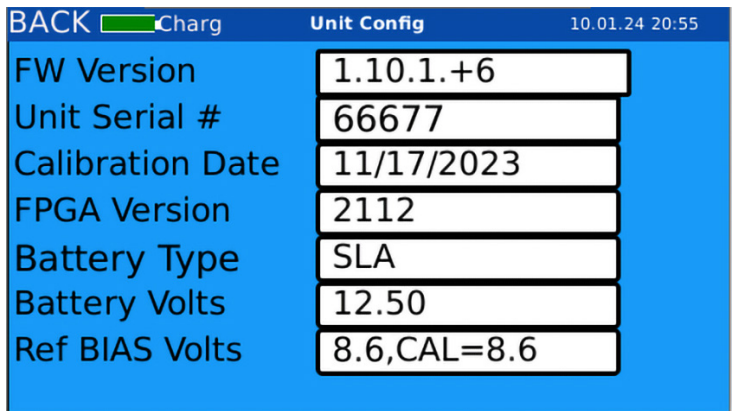 BACK Charg Unit Config 10.01.24 20:55
FW Version 1.10.1.+6
Unit Serial # 66677
Calibration Date 11/17/2023
FPGA Version 2112
Battery Type SLA
Battery Volts 12.50
Ref BIAS Volts 8.6,CAL=8.6